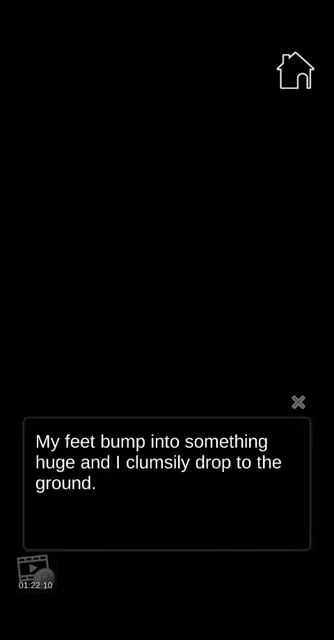 My feet bump into something
huge and I clumsily drop to the
ground.
01:22:10